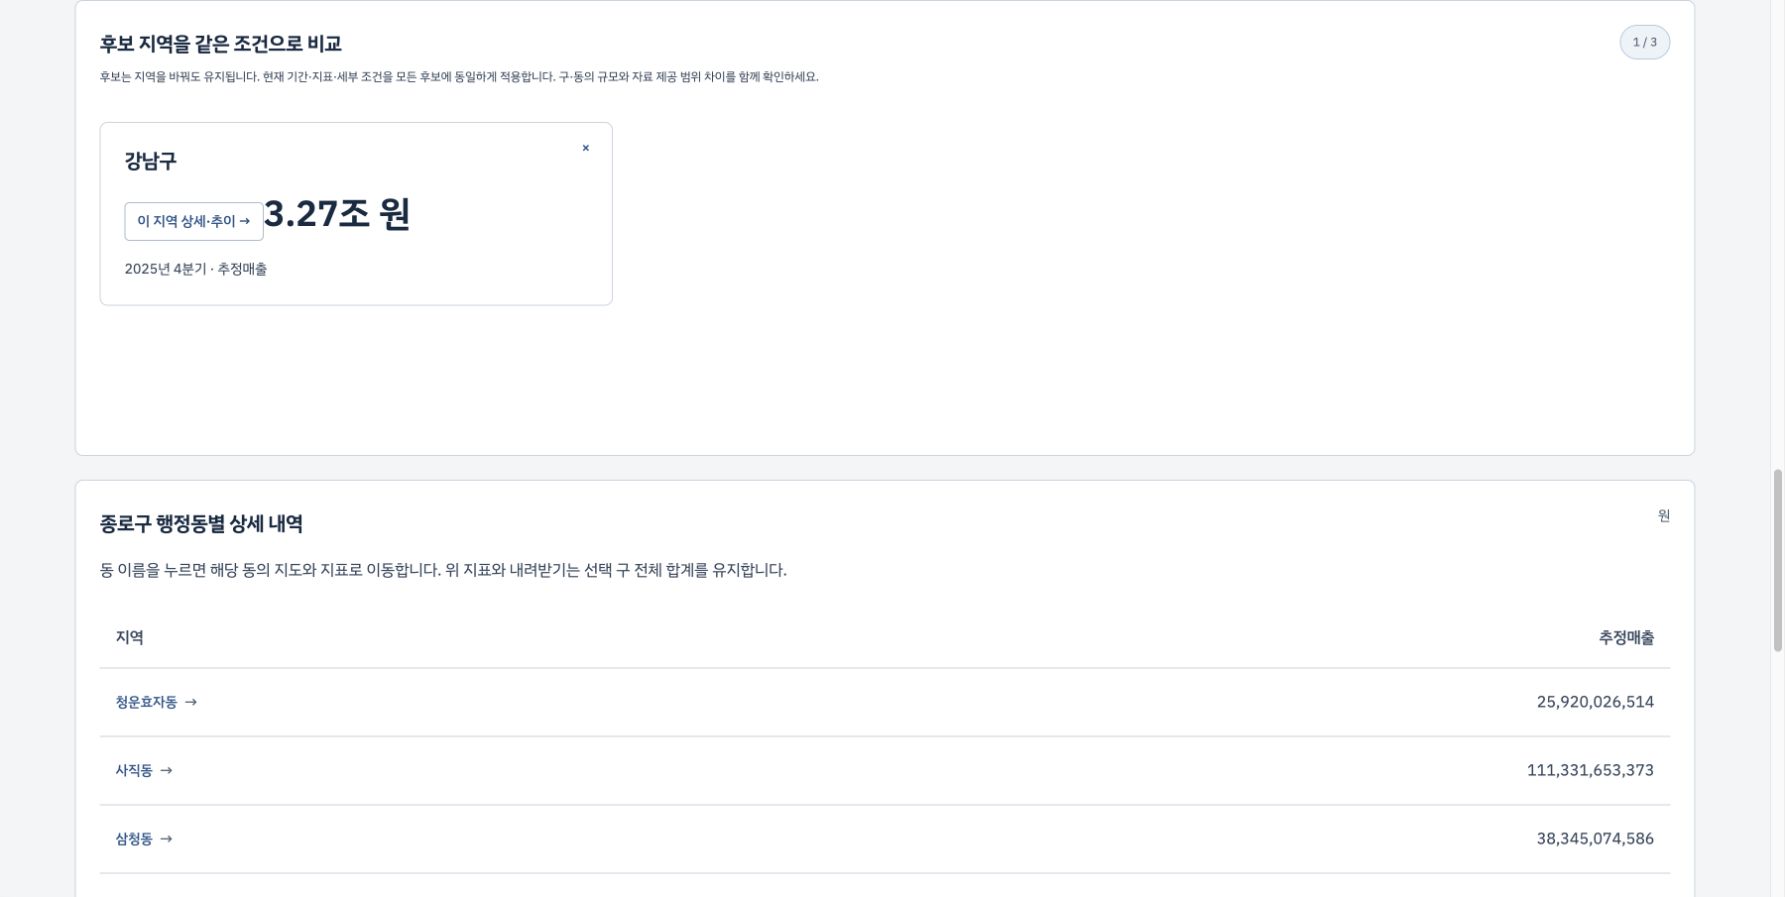 후보 지역을 같은 조건으로 비교
1 / 3
후보는 지역을 바꿔도 유지됩니다. 현재 기간·지표·세부 조건을 모든 후보에 동일하게 적용합니다. 구·동의 규모와 자료 제공 범위 차이를 함께 확인하세요.
강남구
×
이 지역 상세·추이 → 3.27조 원
2025년 4분기 · 추정매출
종로구 행정동별 상세 내역
원
동 이름을 누르면 해당 동의 지도와 지표로 이동합니다. 위 지표와 내려받기는 선택 구 전체 합계를 유지합니다.
지역 추정매출
청운효자동 → 25,920,026,514
사직동 → 111,331,653,373
삼청동 → 38,345,074,586